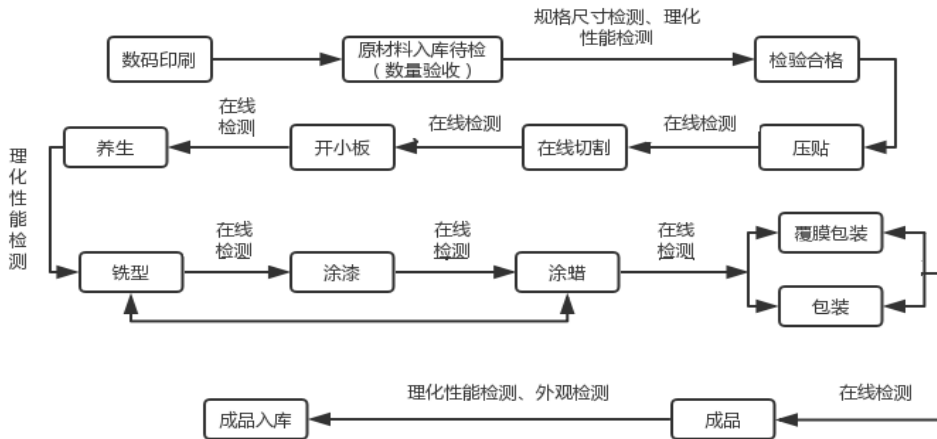 规格尺寸检测、理化
性能检测
数码印刷
原材料入库待检
（数量验收）
检验合格
在线
检测
在线检测
在线检测
养生
开小板
在线切割
压贴
理化性能检测
在线
检测
在线
检测
在线
检测
覆膜包装
铣型
涂漆
涂蜡
包装
理化性能检测、外观检测
在线检测
成品入库
成品